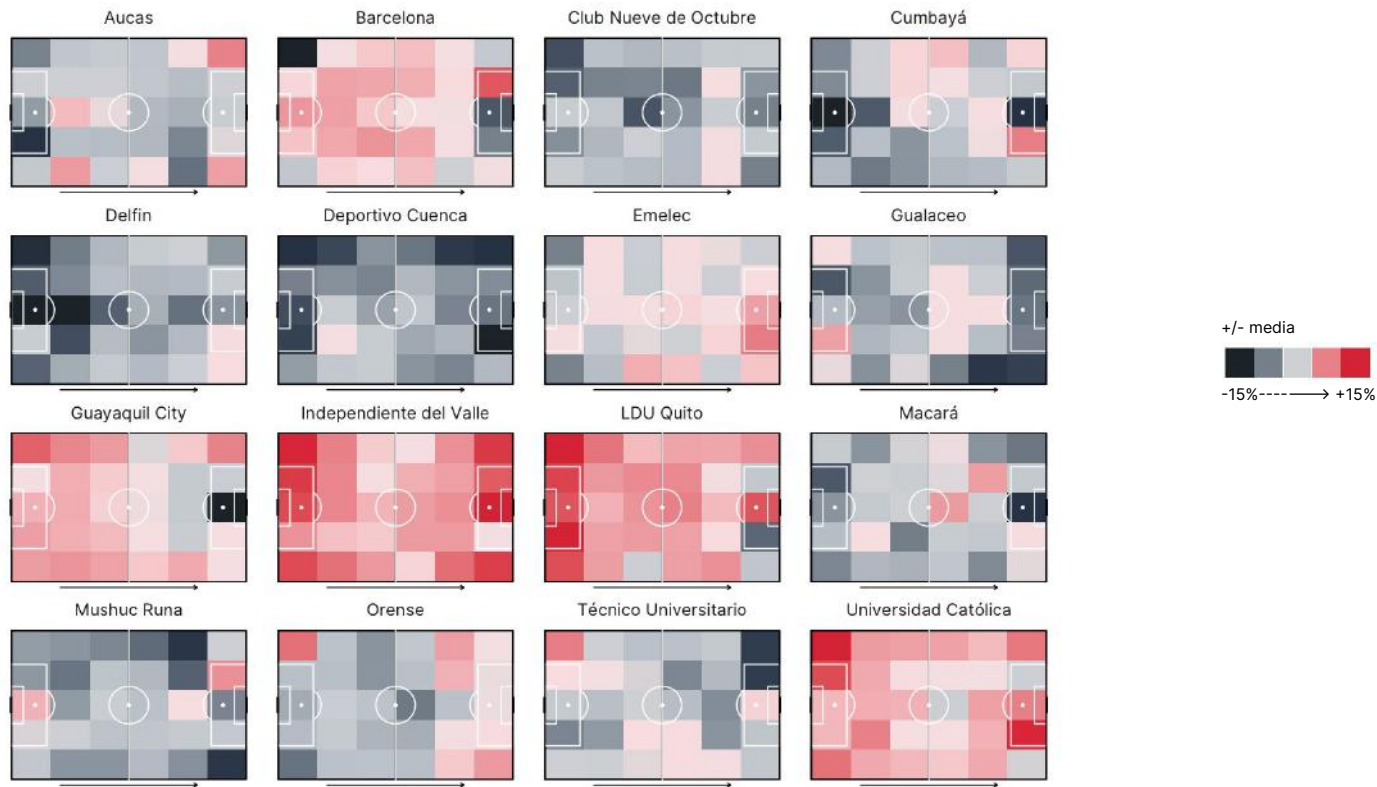 Aucas
Barcelona
Club Nueve de Octubre
Cumbayá
Delfin
Deportivo Cuenca
Emelec
Gualaceo
+/- media
-15%------> +15%
Guayaquil City
Independiente del Valle
LDU Quito
Macará
Mushuc Runa
Orense
Técnico Universitario
Universidad Católica